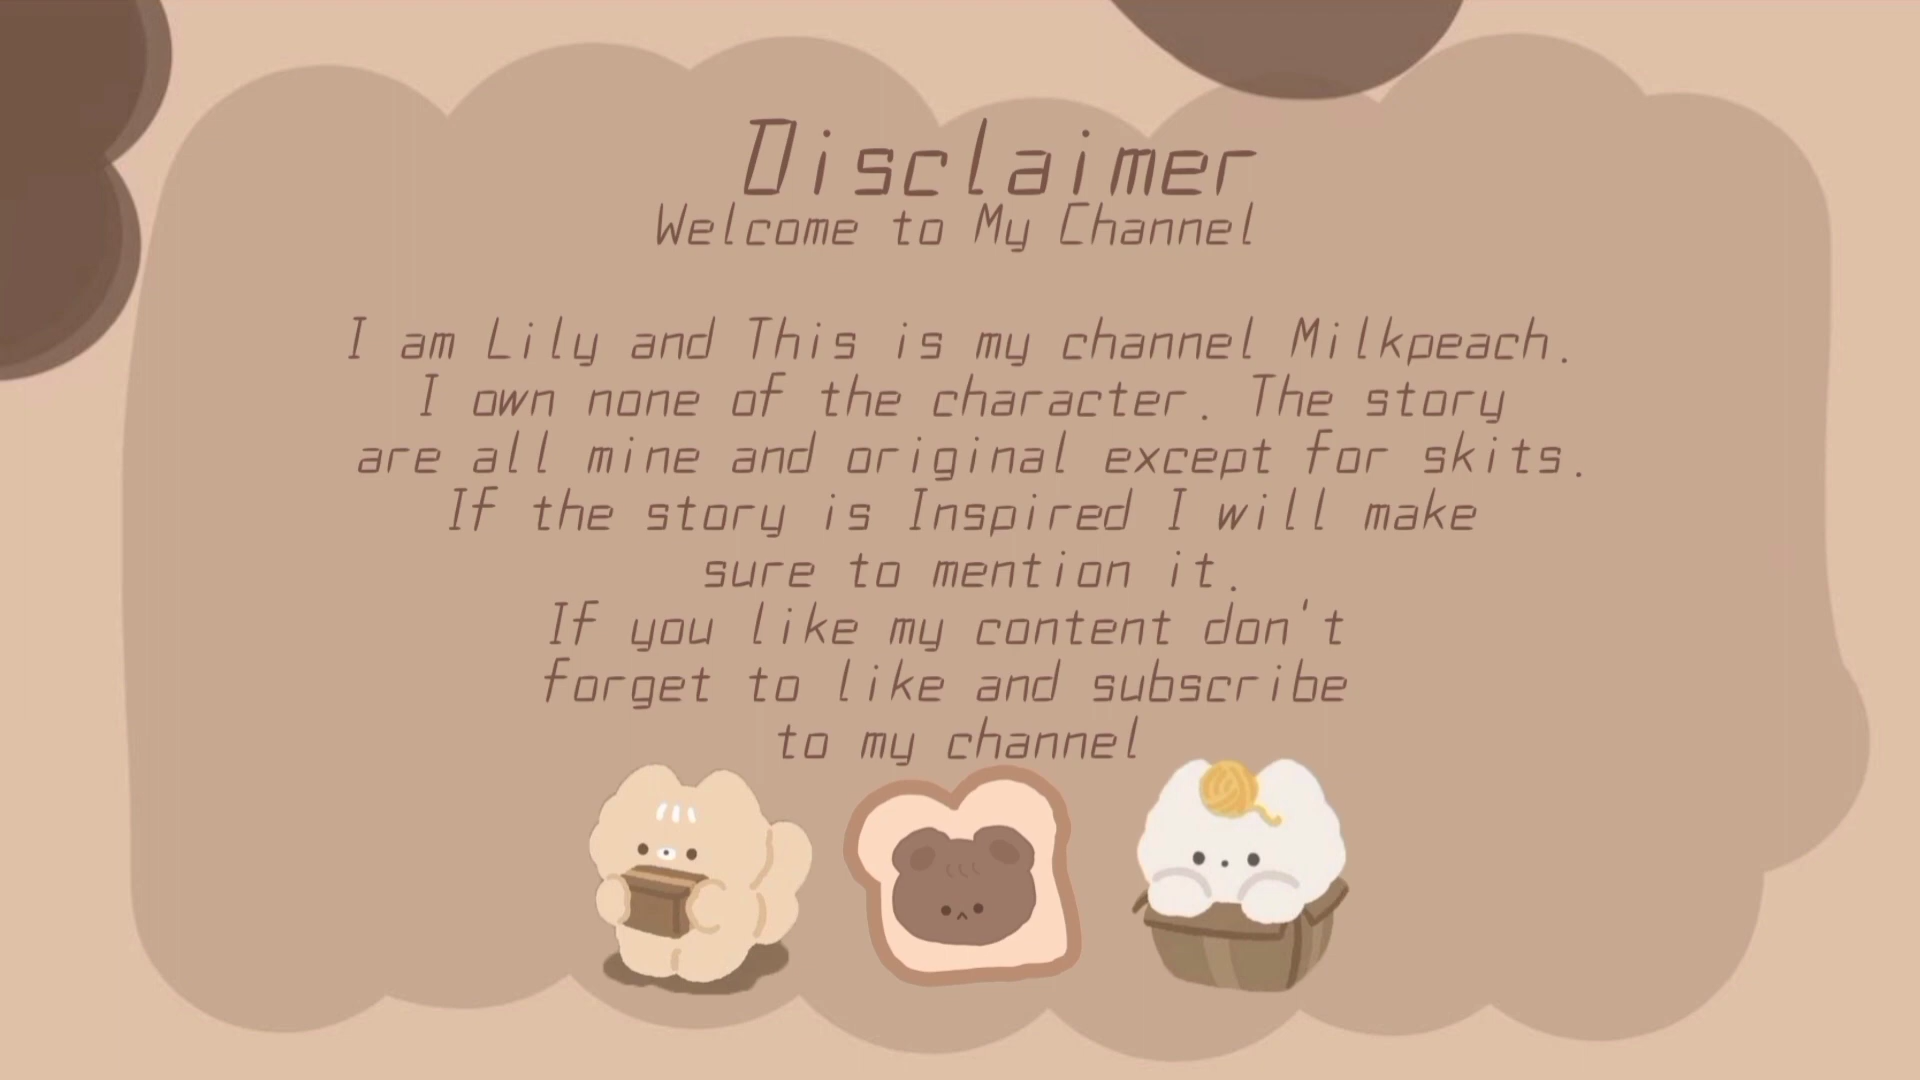 Disclaimer
Welcome to My Channel
I am Lily and This is my channel Milkpeach.
I own none of the character. The story
are all mine and original except for skits.
If the story is Inspired I will make
sure to mention it.
If you like my content don't
forget to like and subscribe
to my channel